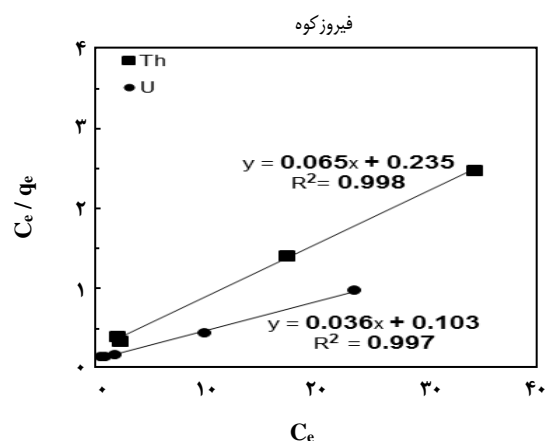 فیروزکوه
۴
Th
U
۳
y = 0.065x + 0.235
R² = 0.998
Cₑ / qₑ
۲
۱
y = 0.036x + 0.103
R² = 0.997
۰
۰ ۱۰ ۲۰ ۳۰ ۴۰
Cₑ